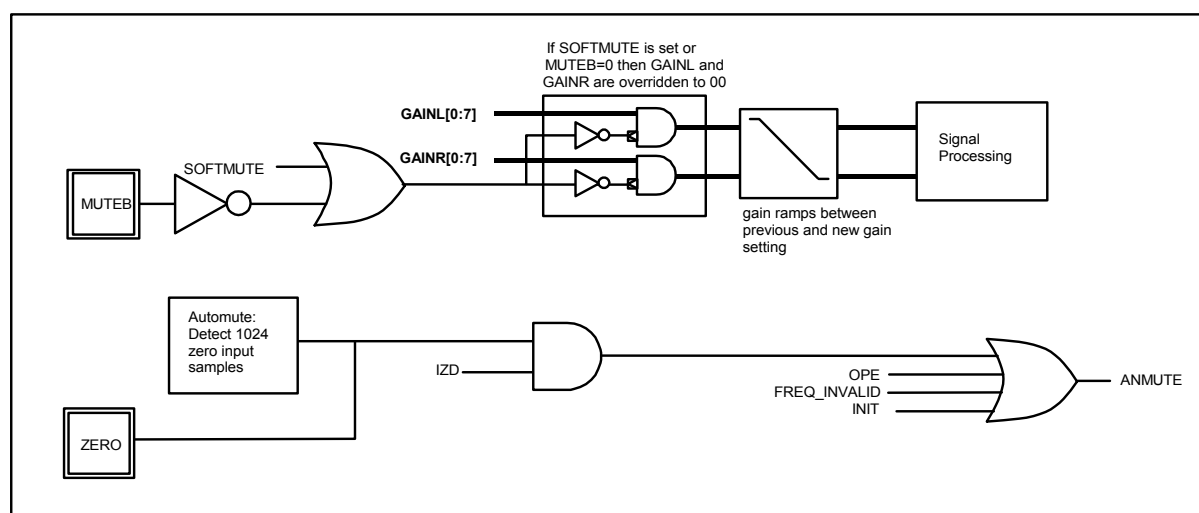 If SOFTMUTE is set or
MUTEB=0 then GAINL and
GAINR are overridden to 00
GAINL[0:7]
GAINR[0:7]
SOFTMUTE
MUTEB
Signal
Processing
gain ramps between
previous and new gain
setting
Automute:
Detect 1024
zero input
samples
IZD
OPE
FREQ_INVALID
INIT
ANMUTE
ZERO